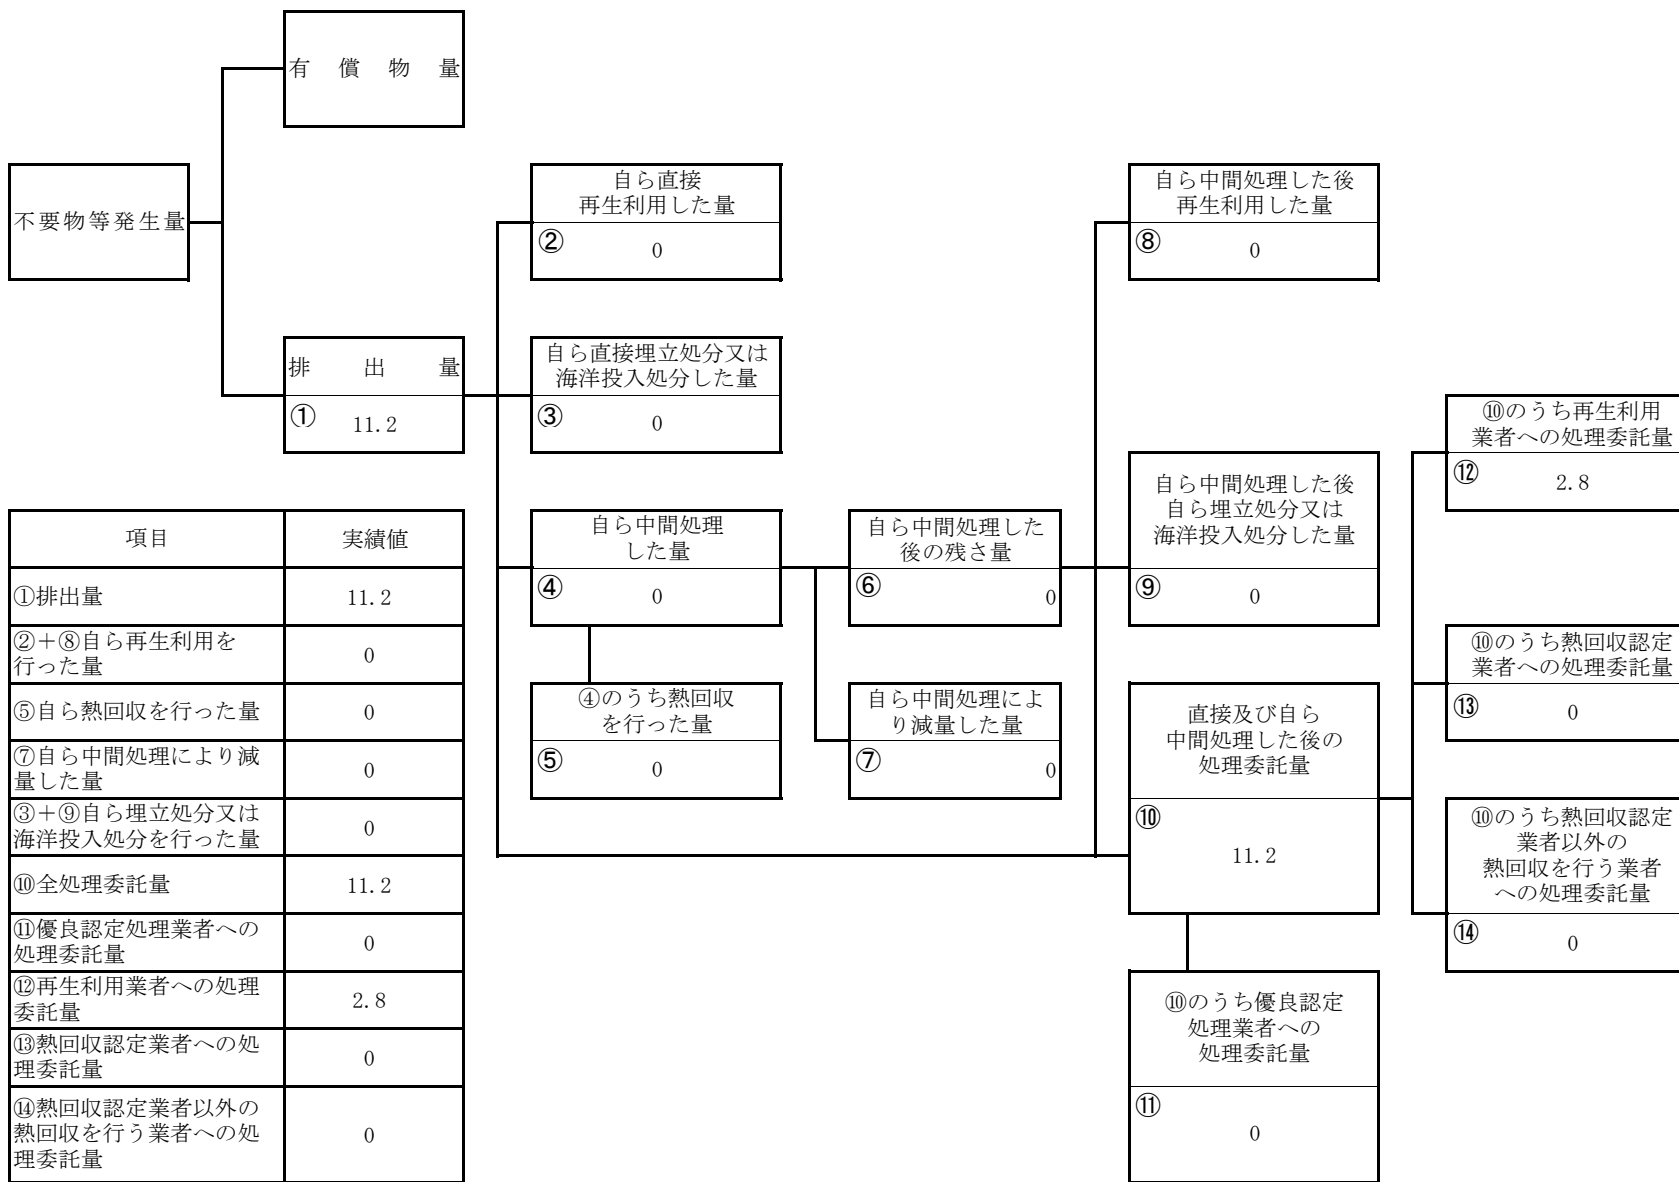 有償物量
不要物等発生量
排出量
① 11.2
自ら直接
再生利用した量
② 0
自ら直接埋立処分又は
海洋投入処分した量
③ 0
自ら中間処理
した量
④ 0
④のうち熱回収
を行った量
⑤ 0
自ら中間処理した
後の残さ量
⑥ 0
自ら中間処理によ
り減量した量
⑦ 0
自ら中間処理した後
再生利用した量
⑧ 0
自ら中間処理した後
自ら埋立処分又は
海洋投入処分した量
⑨ 0
直接及び自ら
中間処理した後の
処理委託量
⑩
11.2
⑩のうち優良認定
処理業者への
処理委託量
⑪
0
⑩のうち再生利用
業者への処理委託量
⑫ 2.8
⑩のうち熱回収認定
業者への処理委託量
⑬ 0
⑩のうち熱回収認定
業者以外の
熱回収を行う業者
への処理委託量
⑭ 0
項目 実績値
①排出量 11.2
②+⑧自ら再生利用を
行った量 0
⑤自ら熱回収を行った量 0
⑦自ら中間処理により減
量した量 0
③+⑨自ら埋立処分又は
海洋投入処分を行った量 0
⑩全処理委託量 11.2
⑪優良認定処理業者への
処理委託量 0
⑫再生利用業者への処理
委託量 2.8
⑬熱回収認定業者への処
理委託量 0
⑭熱回収認定業者以外の
熱回収を行う業者への処
理委託量 0